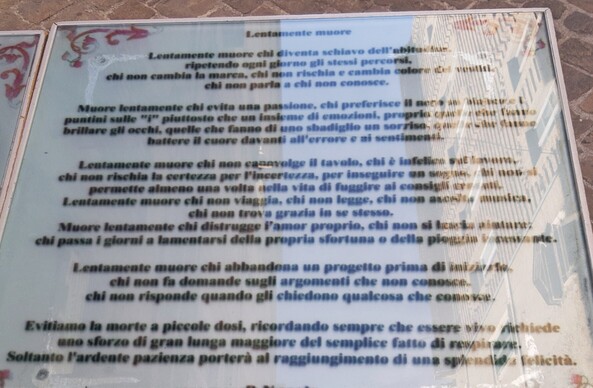 Lentamente muore
Lentamente muore chi diventa schiavo dell'abitudine,
ripetendo ogni giorno gli stessi percorsi,
chi non cambia la marca, chi non rischia e cambia colore dei vestiti,
chi non parla a chi non conosce.
Muore lentamente chi evita una passione, chi preferisce il nero
puntini sulle "i" piuttosto che un insieme di emozioni, proprio quelle che fanno
brillare gli occhi, quelle che fanno di uno sbadiglio un sorriso, quelle che fanno
battere il cuore davanti all'errore e ai sentimenti.
Lentamente muore chi non capovolge il tavolo, chi è infelice sul lavoro,
chi non rischia la certezza per l'incertezza, per inseguire un sogno, chi non si
permette almeno una volta nella vita di fuggire ai consigli
Lentamente muore chi non viaggia, chi non legge, chi non ascolta musica,
chi non trova grazia in se stesso.
Muore lentamente chi distrugge l'amor proprio, chi non si lascia aiutare;
chi passa i giorni a lamentarsi della propria sfortuna o della pioggia incessante.
Lentamente muore chi abbandona un progetto prima di iniziarlo,
chi non fa domande sugli argomenti che non conosce,
chi non risponde quando gli chiedono qualcosa che conosce.
Evitiamo la morte a piccole dosi, ricordando sempre che essere vivo richiede
uno sforzo di gran lunga maggiore del semplice fatto di respirare.
Soltanto l'ardente pazienza porterà al raggiungimento di una splendida felicità.